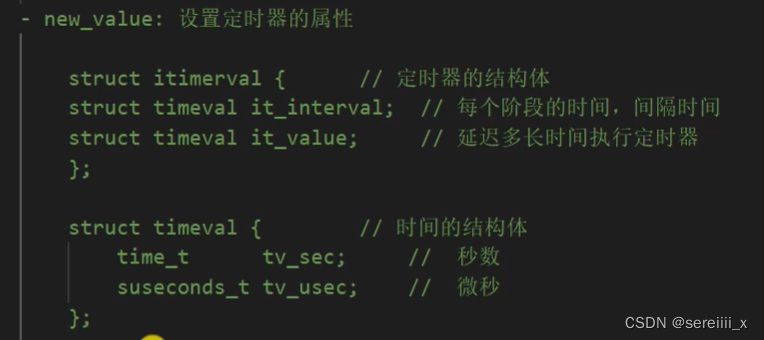 - new_value: 设置定时器的属性
struct itimerval {      // 定时器的结构体
struct timeval it_interval;  // 每个阶段的时间，间隔时间
struct timeval it_value;     // 延迟多长时间执行定时器
};
struct timeval {        // 时间的结构体
time_t      tv_sec;     //  秒数
suseconds_t tv_usec;    //  微秒
};
CSDN @sereiiii_x